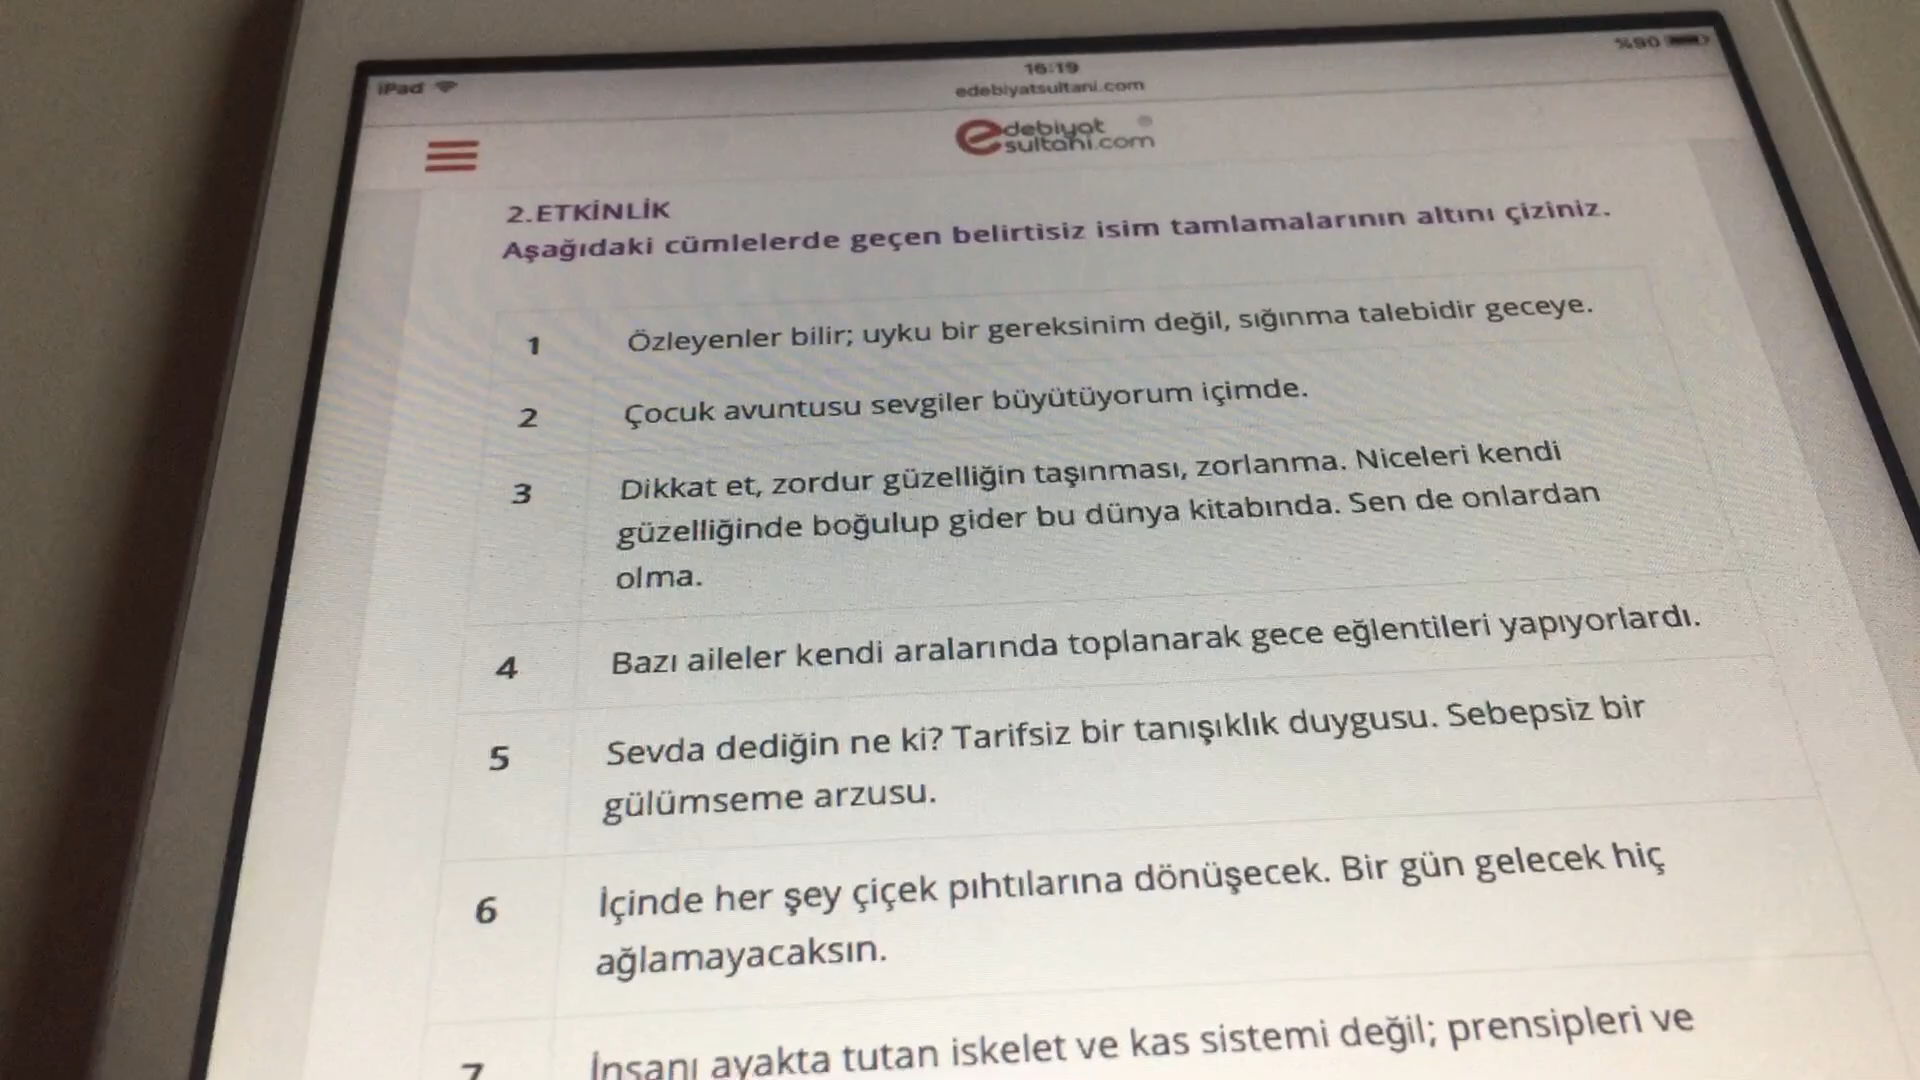 iPad
16:19
%90
edebiyatsultani.com
edebiyat
sultani.com
2.ETKİNLİK
Aşağıdaki cümlelerde geçen belirtisiz isim tamlamalarının altını çiziniz.
1 Özleyenler bilir; uyku bir gereksinim değil, sığınma talebidir geceye.
2 Çocuk avuntusu sevgiler büyütüyorum içimde.
3 Dikkat et, zordur güzelliğin taşınması, zorlanma. Niceleri kendi
güzelliğinde boğulup gider bu dünya kitabında. Sen de onlardan
olma.
4 Bazı aileler kendi aralarında toplanarak gece eğlentileri yapıyorlardı.
5 Sevda dediğin ne ki? Tarifsiz bir tanışıklık duygusu. Sebepsiz bir
gülümseme arzusu.
6 İçinde her şey çiçek pıhtılarına dönüşecek. Bir gün gelecek hiç
ağlamayacaksın.
7 İnsanı ayakta tutan iskelet ve kas sistemi değil; prensipleri ve